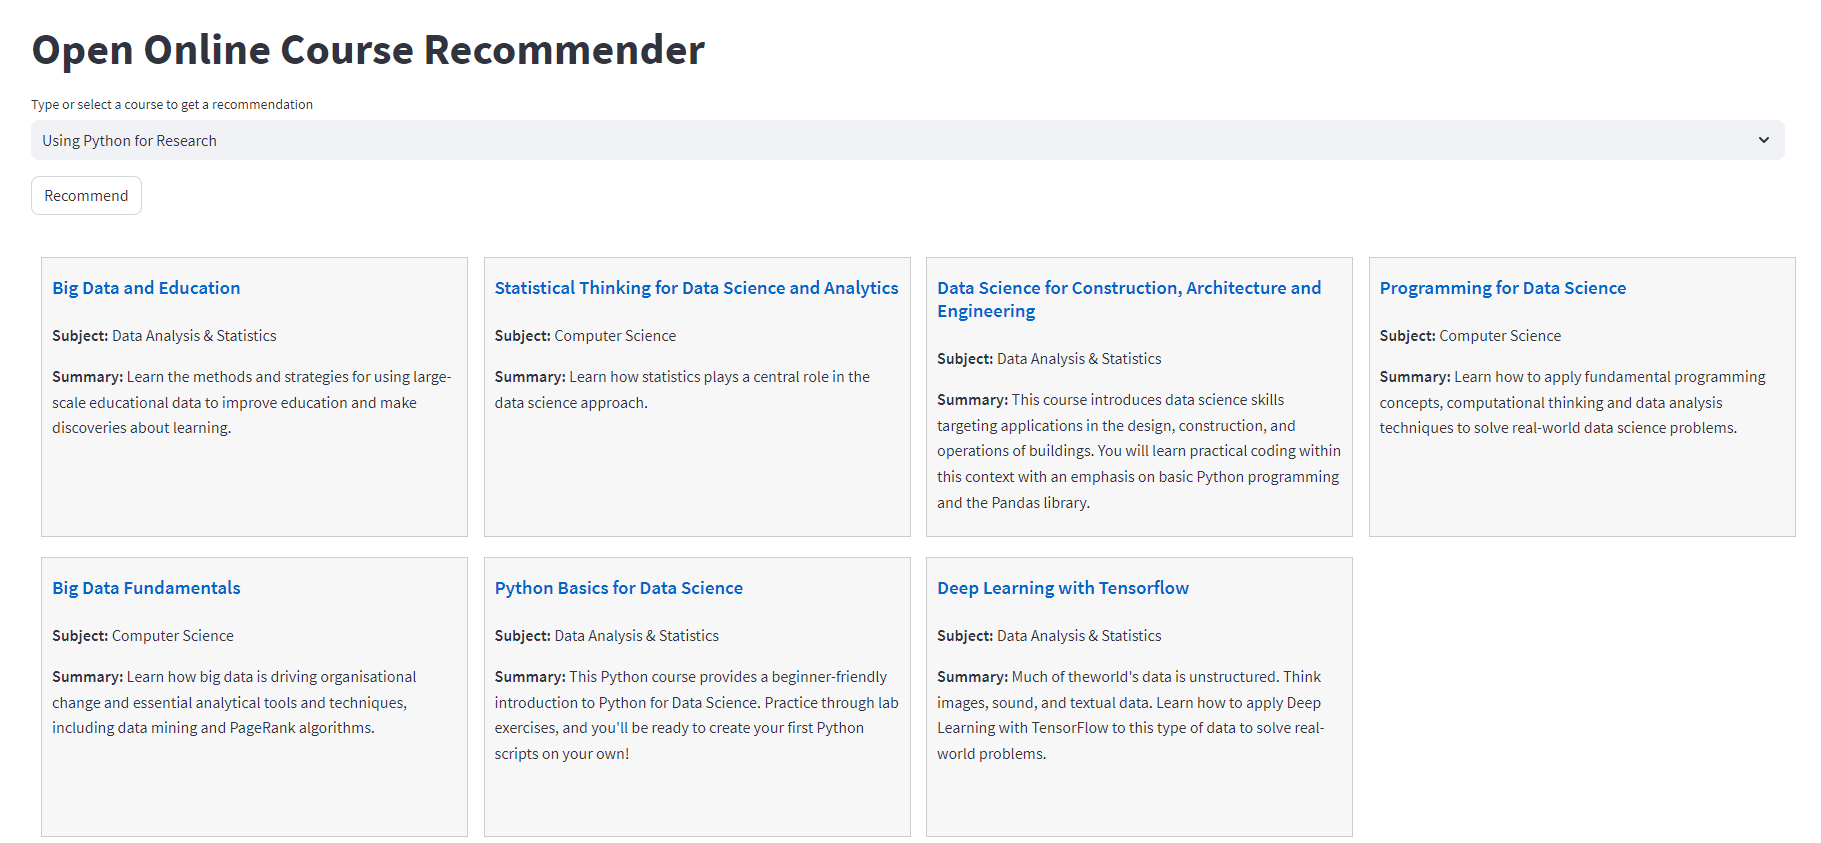 Open Online Course Recommender
Type or select a course to get a recommendation
Using Python for Research
Recommend
Big Data and Education
Subject: Data Analysis & Statistics
Summary: Learn the methods and strategies for using large-
scale educational data to improve education and make
discoveries about learning.
Statistical Thinking for Data Science and Analytics
Subject: Computer Science
Summary: Learn how statistics plays a central role in the
data science approach.
Data Science for Construction, Architecture and
Engineering
Subject: Data Analysis & Statistics
Summary: This course introduces data science skills
targeting applications in the design, construction, and
operations of buildings. You will learn practical coding within
this context with an emphasis on basic Python programming
and the Pandas library.
Programming for Data Science
Subject: Computer Science
Summary: Learn how to apply fundamental programming
concepts, computational thinking and data analysis
techniques to solve real-world data science problems.
Big Data Fundamentals
Subject: Computer Science
Summary: Learn how big data is driving organisational
change and essential analytical tools and techniques,
including data mining and PageRank algorithms.
Python Basics for Data Science
Subject: Data Analysis & Statistics
Summary: This Python course provides a beginner-friendly
introduction to Python for Data Science. Practice through lab
exercises, and you'll be ready to create your first Python
scripts on your own!
Deep Learning with Tensorflow
Subject: Data Analysis & Statistics
Summary: Much of theworld's data is unstructured. Think
images, sound, and textual data. Learn how to apply Deep
Learning with TensorFlow to this type of data to solve real-
world problems.